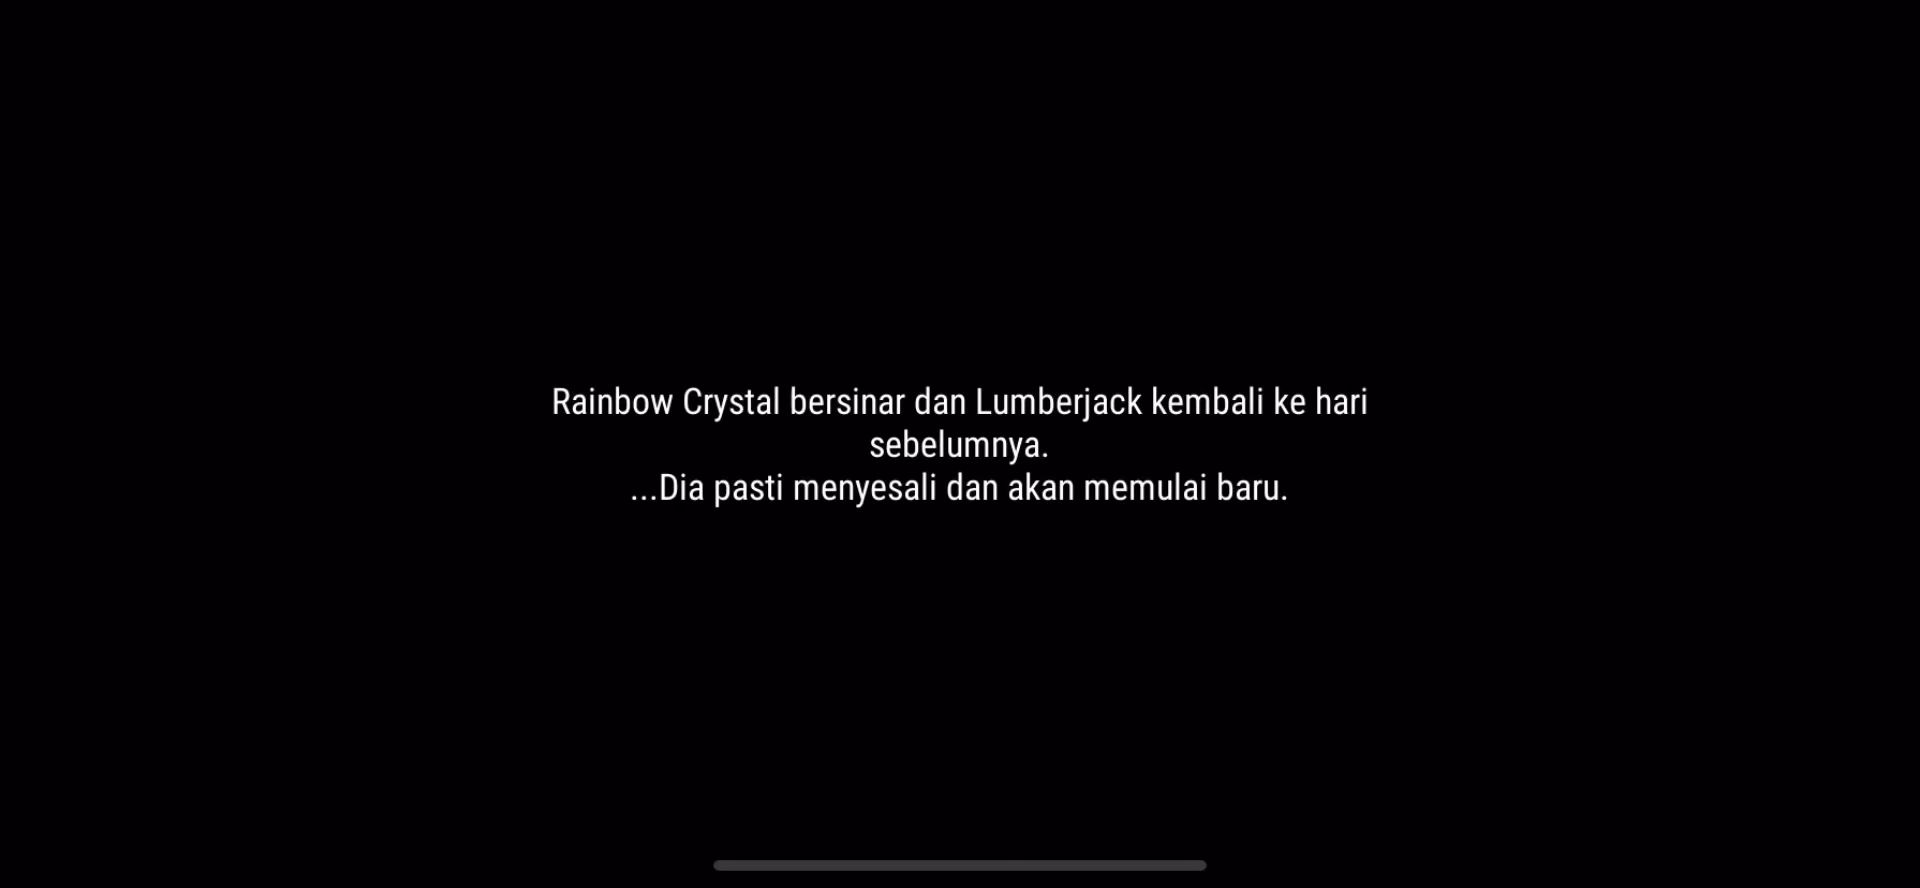 Rainbow Crystal bersinar dan Lumberjack kembali ke hari
sebelumnya.
...Dia pasti menyesali dan akan memulai baru.